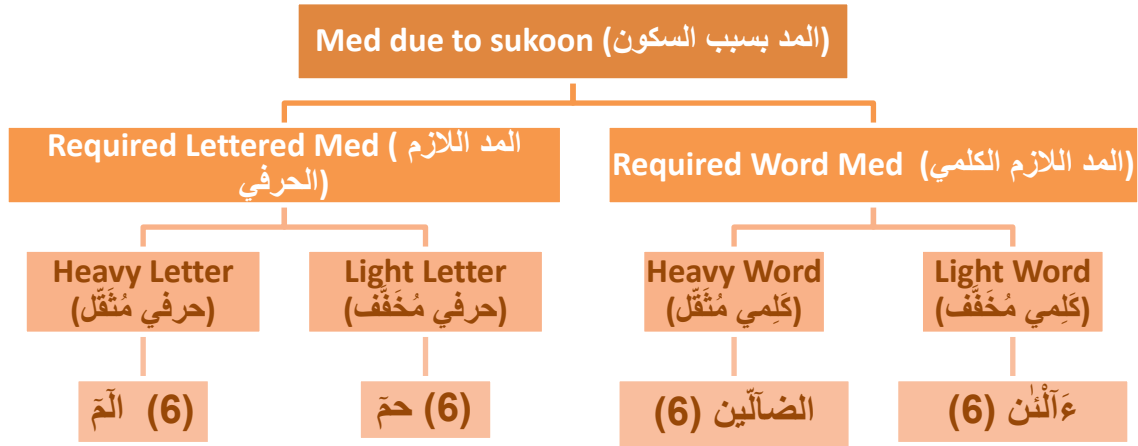 Med due to sukoon (المد بسبب السكون)
Required Lettered Med ( المد اللازم
الحرفي)
Required Word Med (المد اللازم الكلمي)
Heavy Letter
(حرفي مُثَقّل)
Light Letter
(حرفي مُخَفَّف)
Heavy Word
(كَلِمي مُثَقّل)
Light Word
(كَلِمي مُخَفَّف)
(6) الٓمٓ
(6) حمٓ
الضآلّين (6)
ءَآلْئَٰن (6)